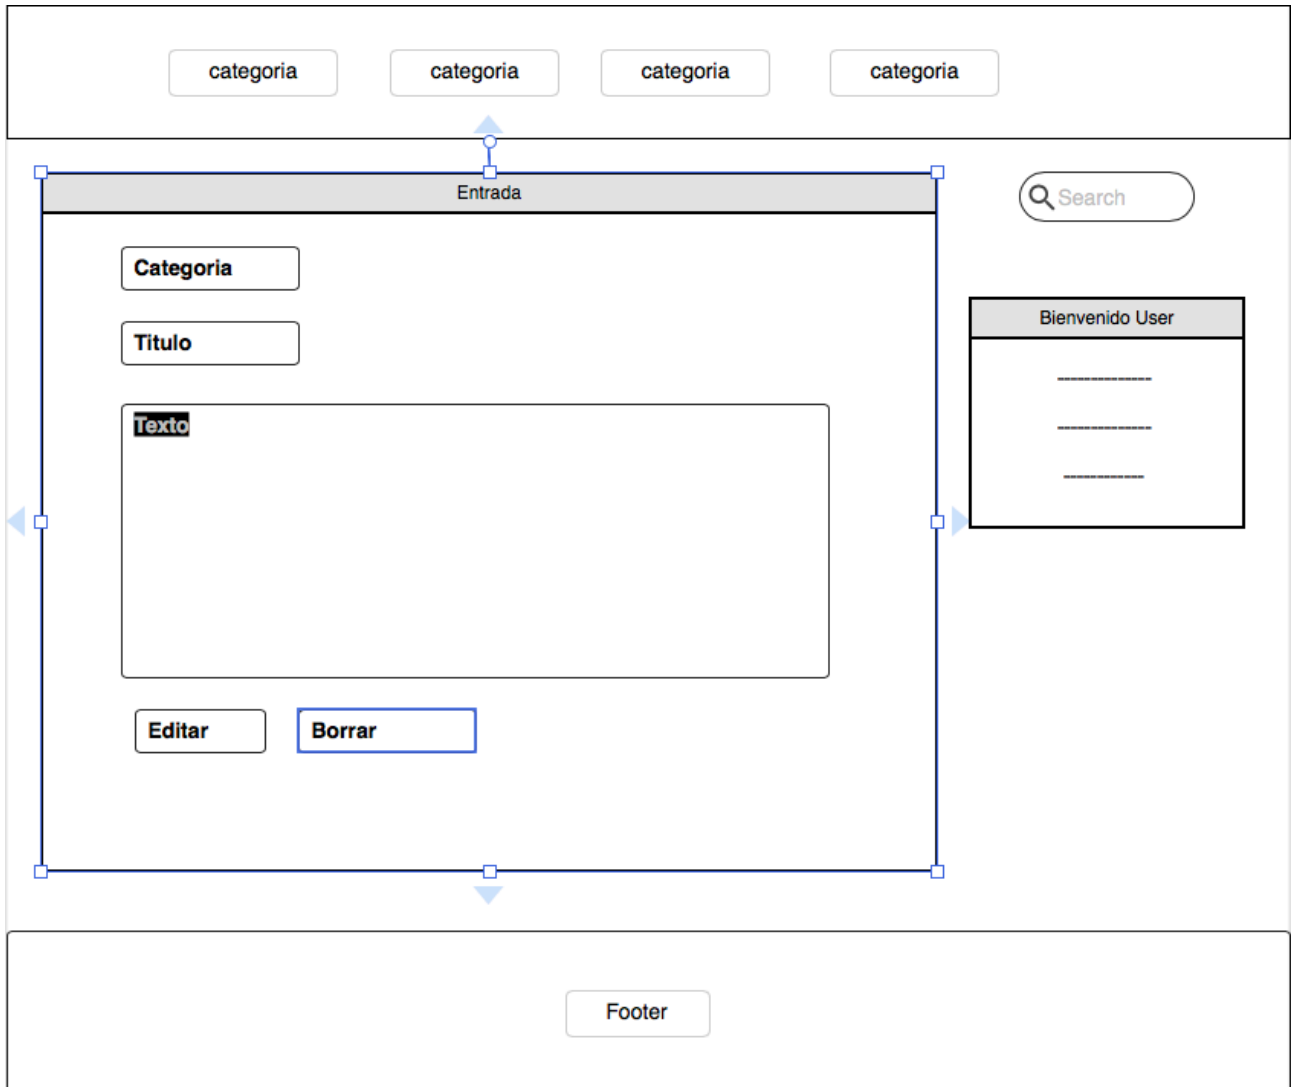 categoria
categoria
categoria
categoria
Entrada
Categoria
Titulo
Texto
Editar
Borrar
Search
Bienvenido User
--------------
--------------
------------
Footer